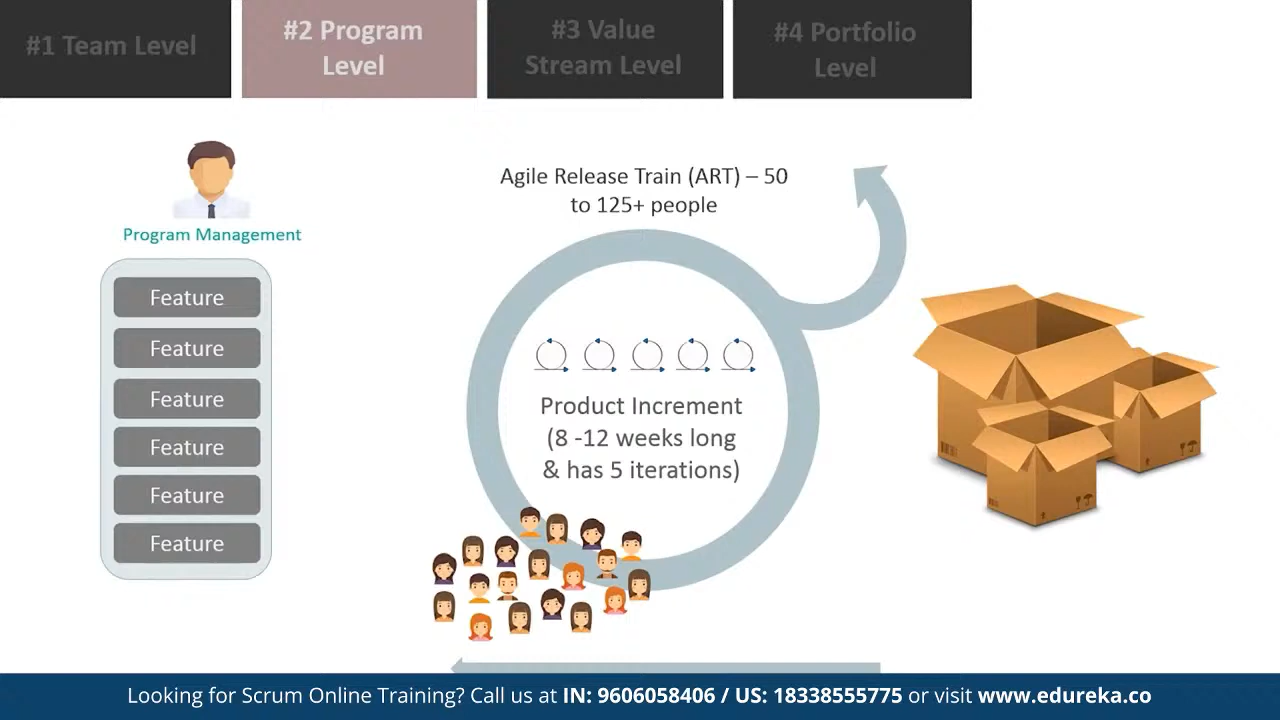 #1 Team Level
#2 Program
Level
#3 Value
Stream Level
#4 Portfolio
Level
Program Management
Feature
Feature
Feature
Feature
Feature
Feature
Agile Release Train (ART) – 50
to 125+ people
Product Increment
(8 -12 weeks long
& has 5 iterations)
Looking for Scrum Online Training? Call us at IN: 9606058406 / US: 18338555775 or visit www.edureka.co